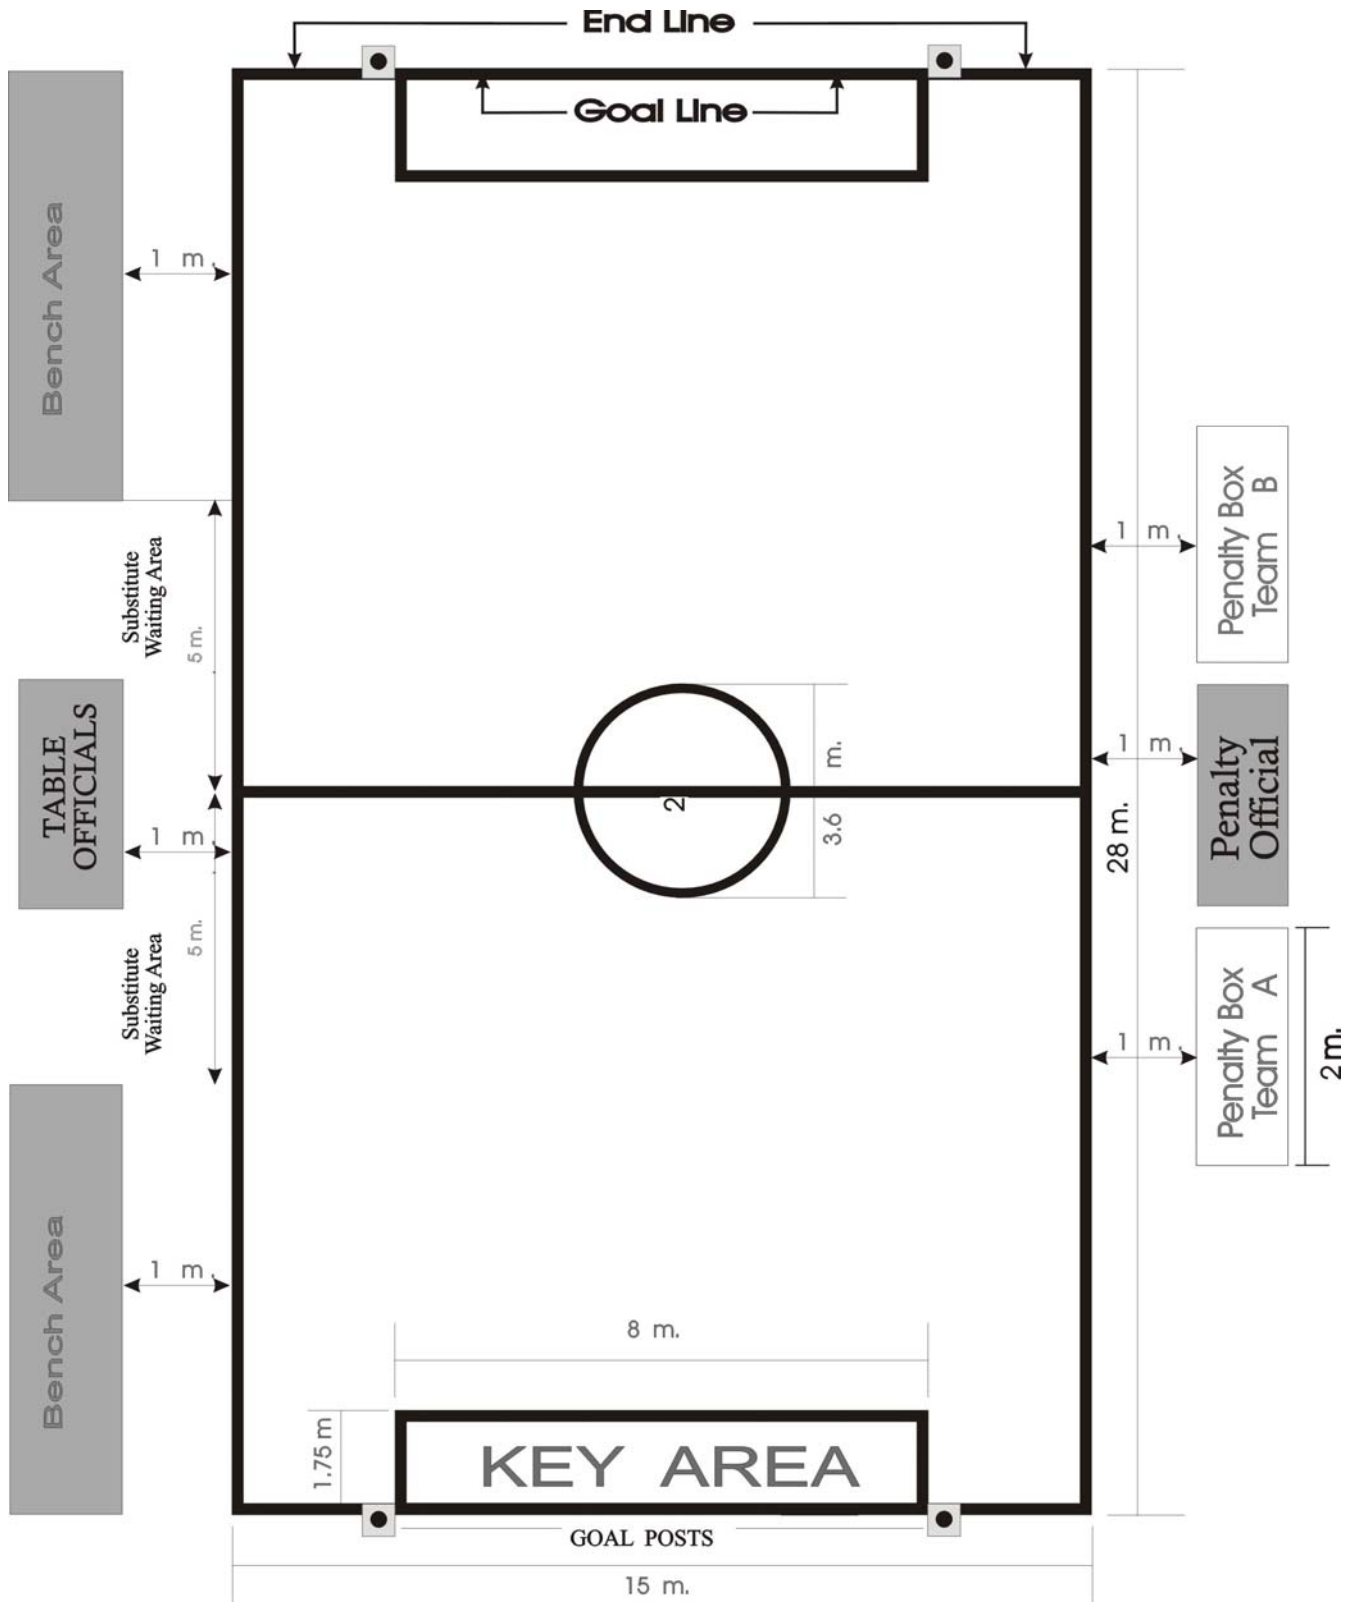 End Line
Goal Line
Bench Area
1 m.
Substitute
Waiting Area
5 m.
Penalty Box
Team B
1 m.
TABLE
OFFICIALS
1 m.
2
3.6 m.
28 m.
1 m.
Penalty
Official
Substitute
Waiting Area
5 m.
1 m.
Penalty Box
Team A
2 m.
Bench Area
1 m.
8 m.
1.75 m
KEY AREA
GOAL POSTS
15 m.